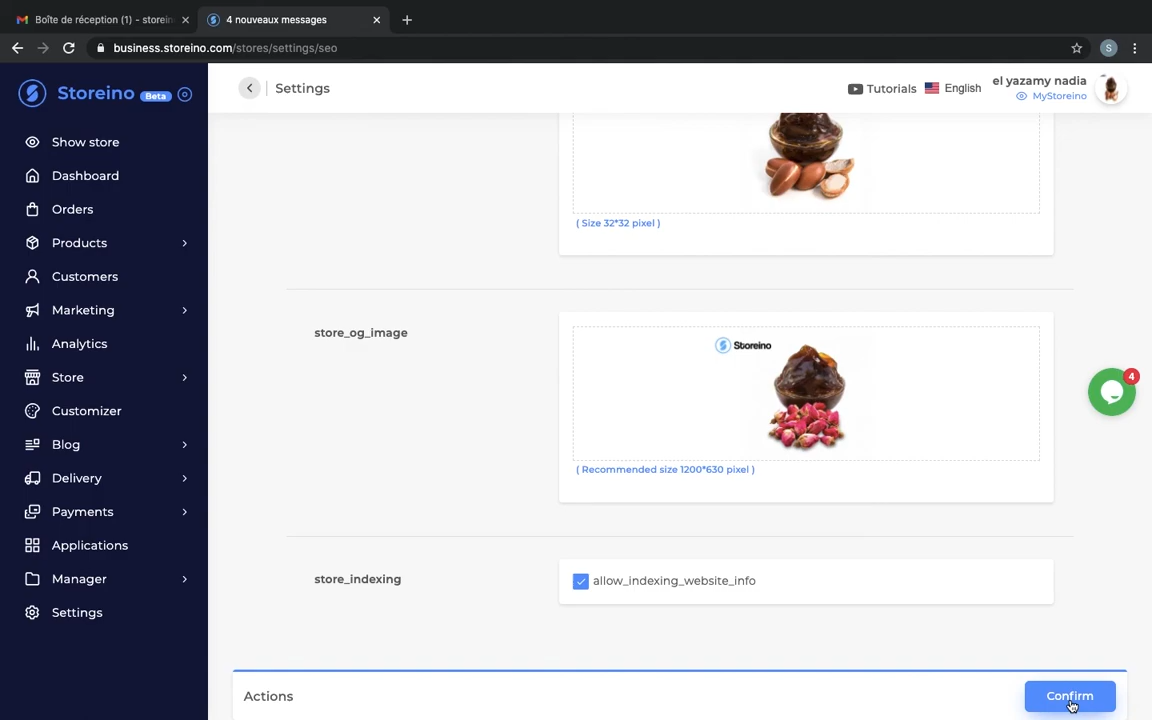 Boîte de réception (1) - storein
4 nouveaux messages
business.storeino.com/stores/settings/seo
S
Storeino Beta
Settings
Tutorials
English
el yazamy nadia
MyStoreino
Show store
Dashboard
Orders
Products
Customers
Marketing
Analytics
Store
Customizer
Blog
Delivery
Payments
Applications
Manager
Settings
( Size 32*32 pixel )
store_og_image
Storeino
( Recommended size 1200*630 pixel )
4
store_indexing
allow_indexing_website_info
Actions
Confirm